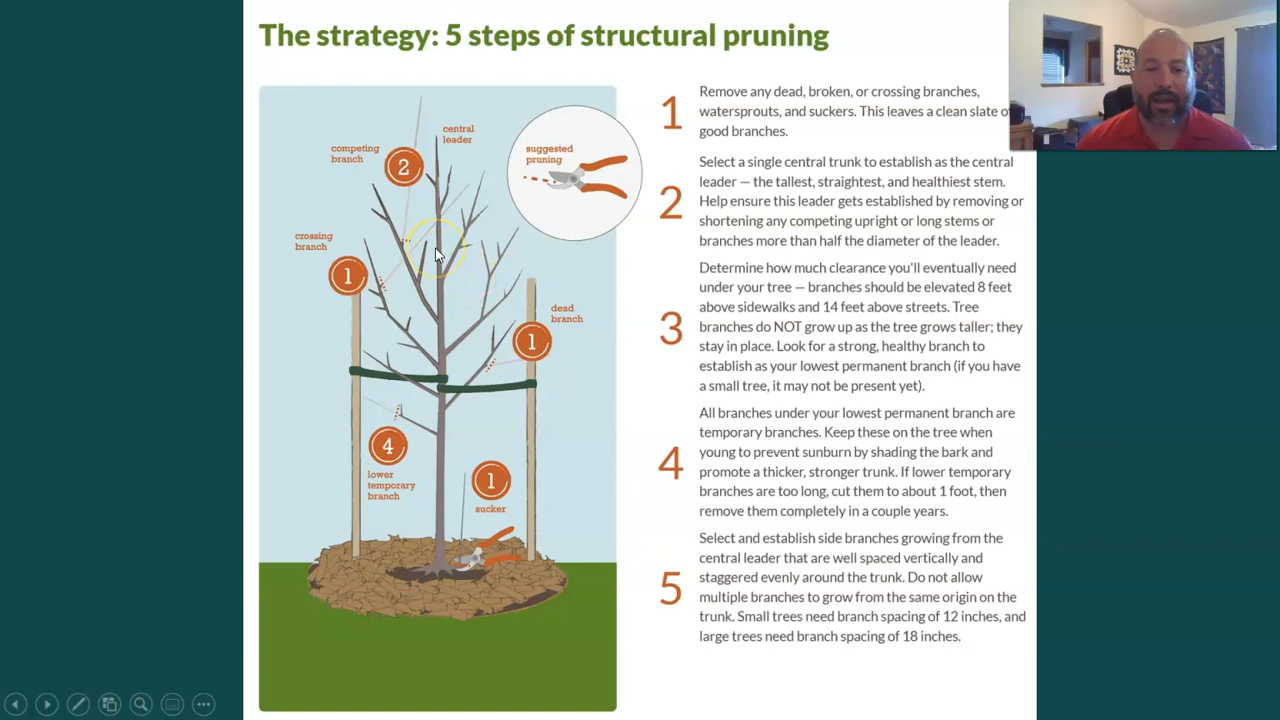 The strategy: 5 steps of structural pruning
central
leader
competing
branch
2
suggested
pruning
crossing
branch
1
dead
branch
1
4
lower
temporary
branch
1
sucker
1
Remove any dead, broken, or crossing branches,
watersprouts, and suckers. This leaves a clean slate of
good branches.
2
Select a single central trunk to establish as the central
leader — the tallest, straightest, and healthiest stem.
Help ensure this leader gets established by removing or
shortening any competing upright or long stems or
branches more than half the diameter of the leader.
3
Determine how much clearance you'll eventually need
under your tree — branches should be elevated 8 feet
above sidewalks and 14 feet above streets. Tree
branches do NOT grow up as the tree grows taller; they
stay in place. Look for a strong, healthy branch to
establish as your lowest permanent branch (if you have
a small tree, it may not be present yet).
4
All branches under your lowest permanent branch are
temporary branches. Keep these on the tree when
young to prevent sunburn by shading the bark and
promote a thicker, stronger trunk. If lower temporary
branches are too long, cut them to about 1 foot, then
remove them completely in a couple years.
5
Select and establish side branches growing from the
central leader that are well spaced vertically and
staggered evenly around the trunk. Do not allow
multiple branches to grow from the same origin on the
trunk. Small trees need branch spacing of 12 inches, and
large trees need branch spacing of 18 inches.